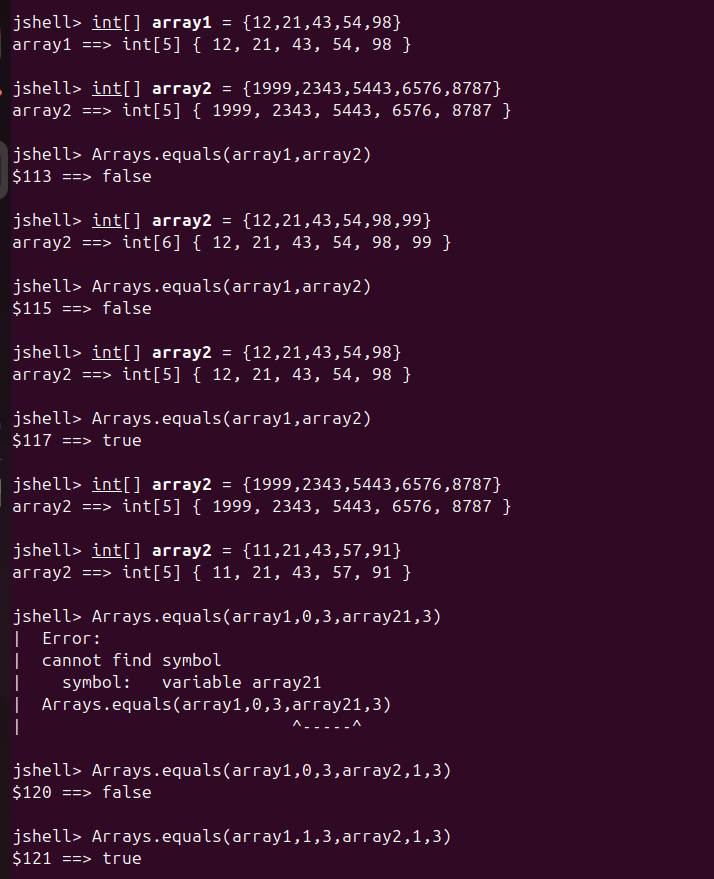 jshell> int[] array1 = {12,21,43,54,98}
array1 ==> int[5] { 12, 21, 43, 54, 98 }
jshell> int[] array2 = {1999,2343,5443,6576,8787}
array2 ==> int[5] { 1999, 2343, 5443, 6576, 8787 }
jshell> Arrays.equals(array1,array2)
$113 ==> false
jshell> int[] array2 = {12,21,43,54,98,99}
array2 ==> int[6] { 12, 21, 43, 54, 98, 99 }
jshell> Arrays.equals(array1,array2)
$115 ==> false
jshell> int[] array2 = {12,21,43,54,98}
array2 ==> int[5] { 12, 21, 43, 54, 98 }
jshell> Arrays.equals(array1,array2)
$117 ==> true
jshell> int[] array2 = {1999,2343,5443,6576,8787}
array2 ==> int[5] { 1999, 2343, 5443, 6576, 8787 }
jshell> int[] array2 = {11,21,43,57,91}
array2 ==> int[5] { 11, 21, 43, 57, 91 }
jshell> Arrays.equals(array1,0,3,array21,3)
|  Error:
|  cannot find symbol
|    symbol:   variable array21
|  Arrays.equals(array1,0,3,array21,3)
|                           ^-----^
jshell> Arrays.equals(array1,0,3,array2,1,3)
$120 ==> false
jshell> Arrays.equals(array1,1,3,array2,1,3)
$121 ==> true